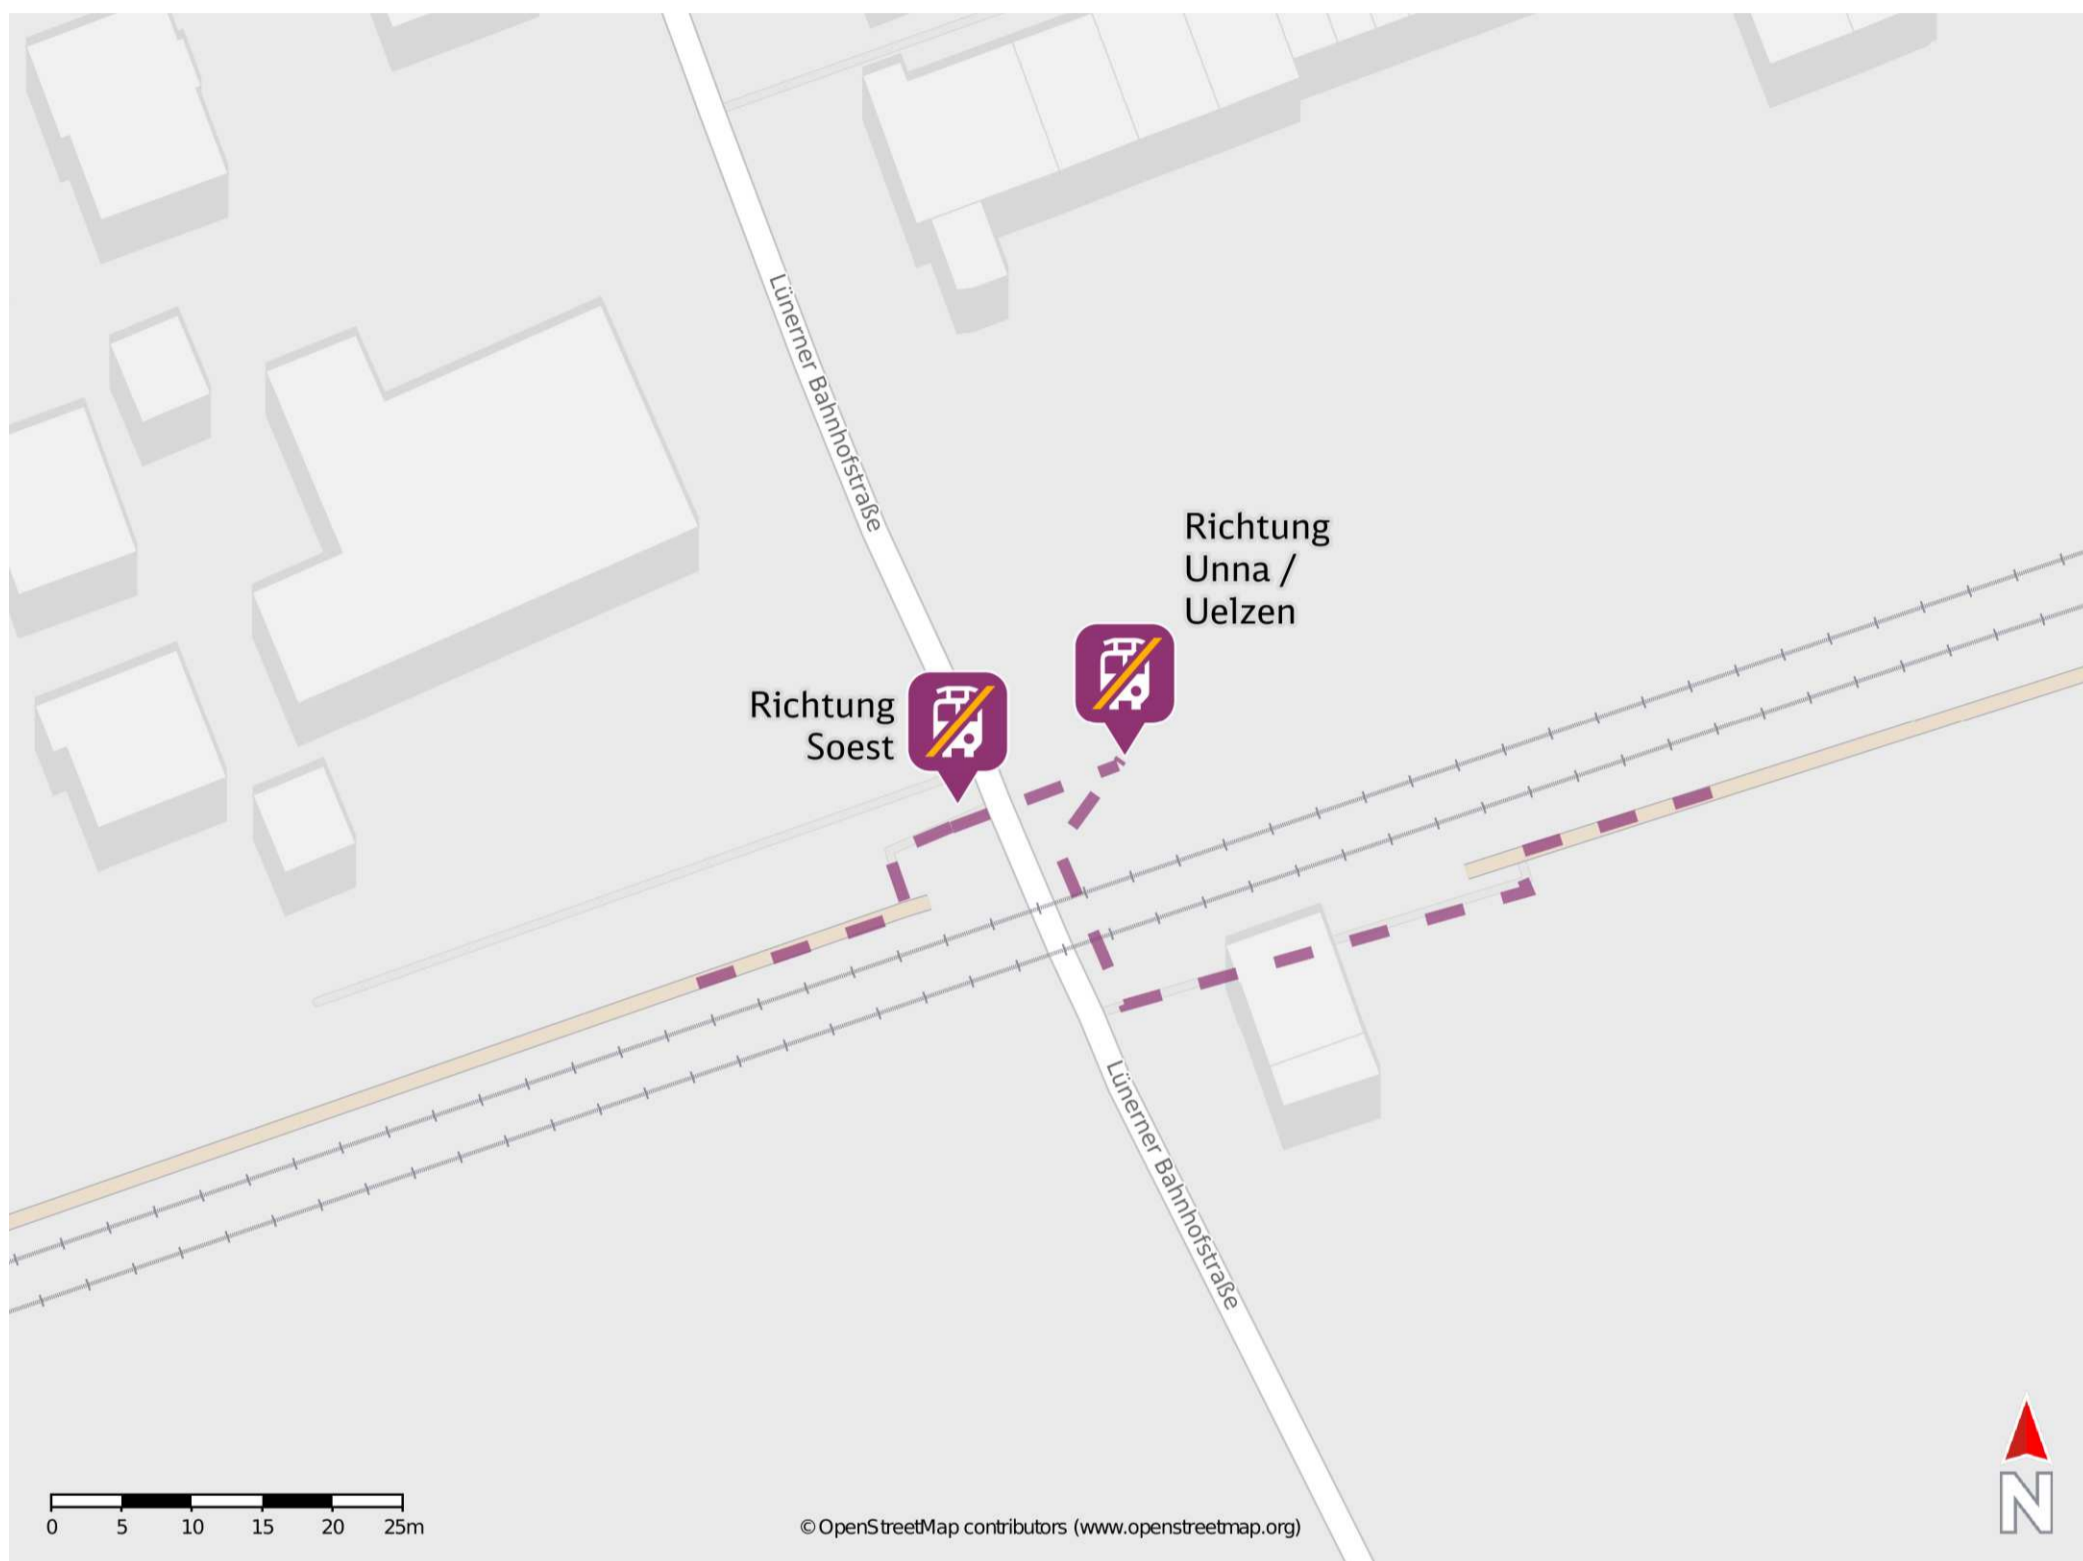 Lünerner Bahnhofstraße
Richtung
Unna /
Uelzen
Richtung
Soest
Lünerner Bahnhofstraße
0 5 10 15 20 25m
© OpenStreetMap contributors (www.openstreetmap.org)
N